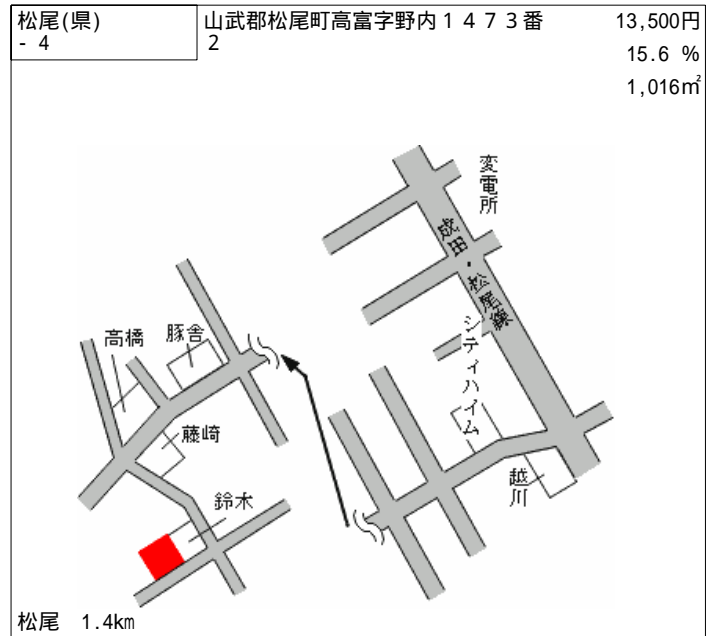 松尾(県)
- 4
山武郡松尾町高富字野内１４７３番
２
13,500円
15.6 %
1,016㎡
変電所
成田・松尾線
シティハイム
越川
高橋
豚舎
藤崎
鈴木
松尾 1.4km